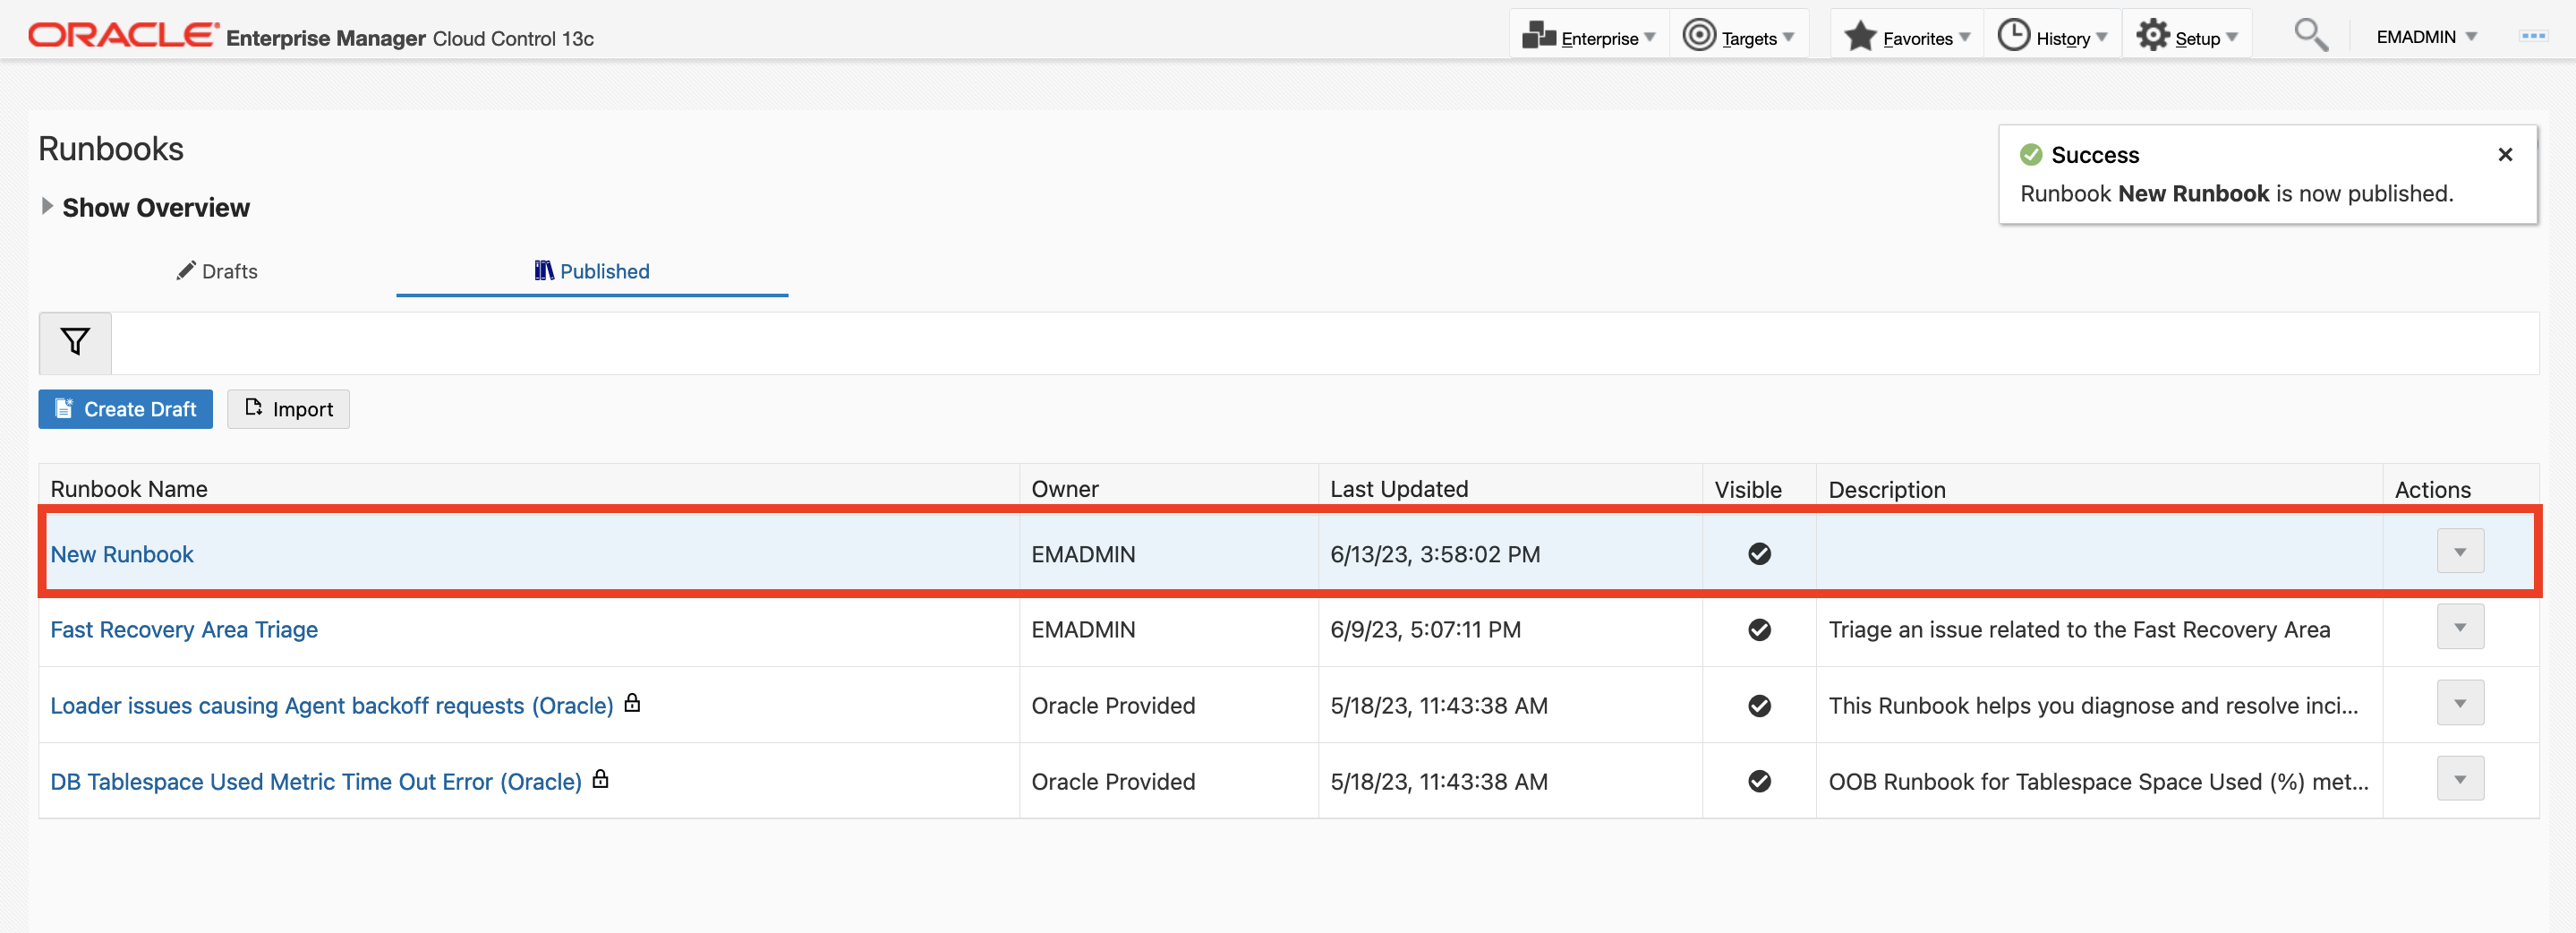 ORACLE Enterprise Manager Cloud Control 13c Enterprise Targets Favorites History Setup EMADMIN
Runbooks
Success
Runbook New Runbook is now published.
Show Overview
Drafts Published
Create Draft Import
Runbook Name Owner Last Updated Visible Description Actions
New Runbook EMADMIN 6/13/23, 3:58:02 PM
Fast Recovery Area Triage EMADMIN 6/9/23, 5:07:11 PM Triage an issue related to the Fast Recovery Area
Loader issues causing Agent backoff requests (Oracle) Oracle Provided 5/18/23, 11:43:38 AM This Runbook helps you diagnose and resolve inci...
DB Tablespace Used Metric Time Out Error (Oracle) Oracle Provided 5/18/23, 11:43:38 AM OOB Runbook for Tablespace Space Used (%) met...